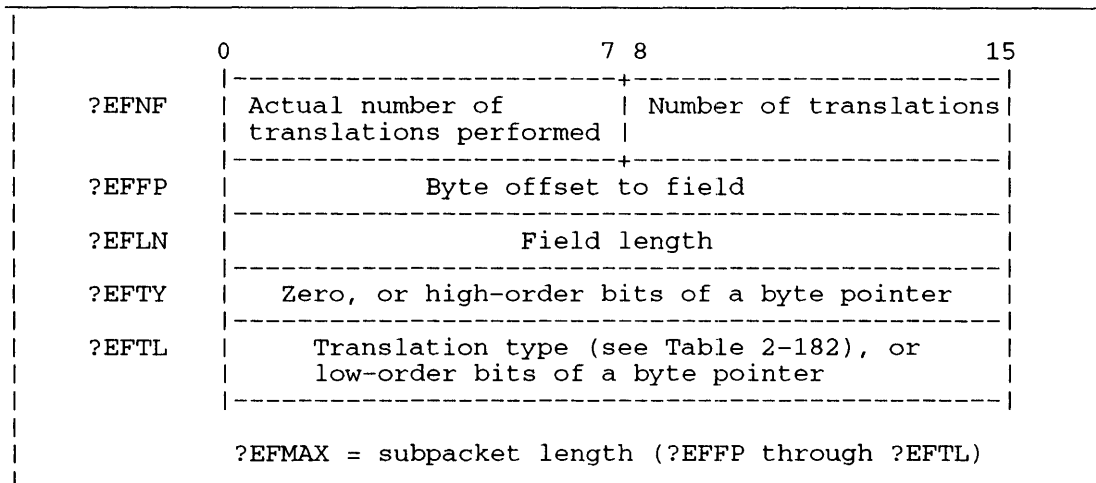 0 7 8 15
?EFNF Actual number of Number of translations
translations performed
?EFFP Byte offset to field
?EFLN Field length
?EFTY Zero, or high-order bits of a byte pointer
?EFTL Translation type (see Table 2-182), or
low-order bits of a byte pointer
?EFMAX = subpacket length (?EFFP through ?EFTL)